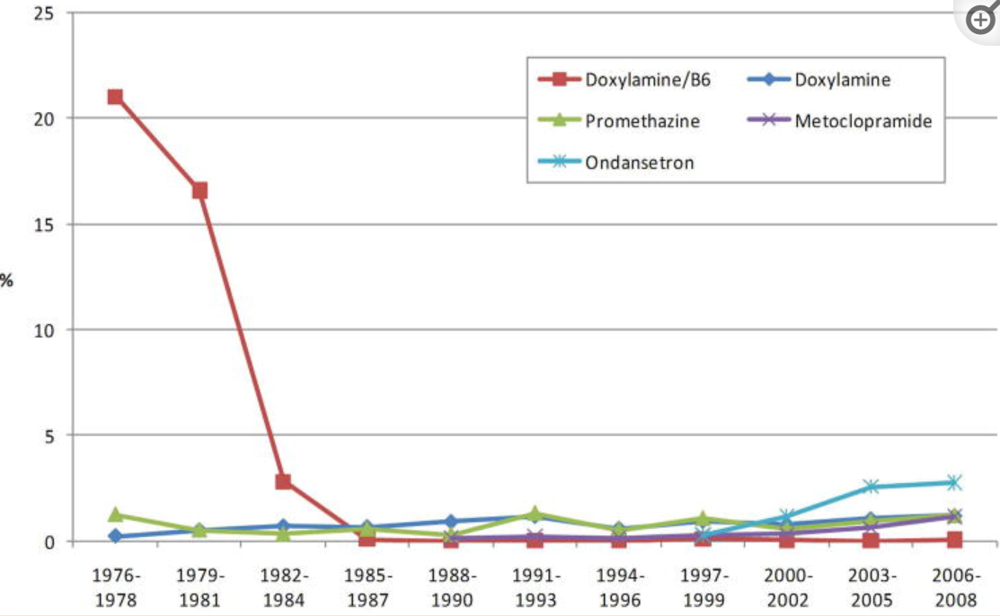 25
20
15
10
5
0
%
Doxylamine/B6 Doxylamine
Promethazine Metoclopramide
Ondansetron
1976- 1979- 1982- 1985- 1988- 1991- 1994- 1997- 2000- 2003- 2006-
1978 1981 1984 1987 1990 1993 1996 1999 2002 2005 2008